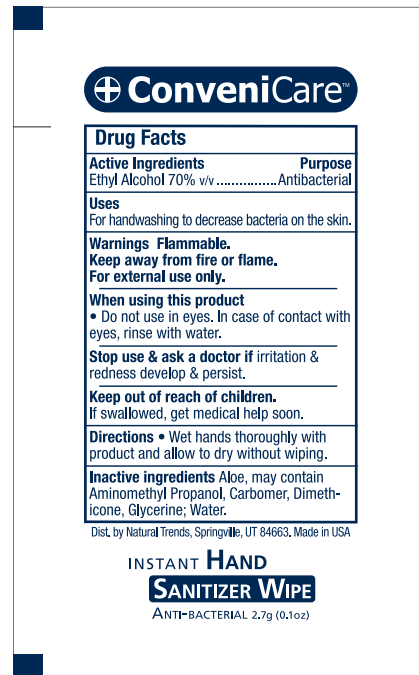 ConveniCare™
Drug Facts
Active Ingredients Purpose
Ethyl Alcohol 70% v/v ................Antibacterial
Uses
For handwashing to decrease bacteria on the skin.
Warnings Flammable.
Keep away from fire or flame.
For external use only.
When using this product
• Do not use in eyes. In case of contact with
eyes, rinse with water.
Stop use & ask a doctor if irritation &
redness develop & persist.
Keep out of reach of children.
If swallowed, get medical help soon.
Directions • Wet hands thoroughly with
product and allow to dry without wiping.
Inactive ingredients Aloe, may contain
Aminomethyl Propanol, Carbomer, Dimeth-
icone, Glycerine; Water.
Dist. by Natural Trends, Springville, UT 84663. Made in USA
INSTANT HAND
SANITIZER WIPE
ANTI-BACTERIAL 2.7g (0.1oz)